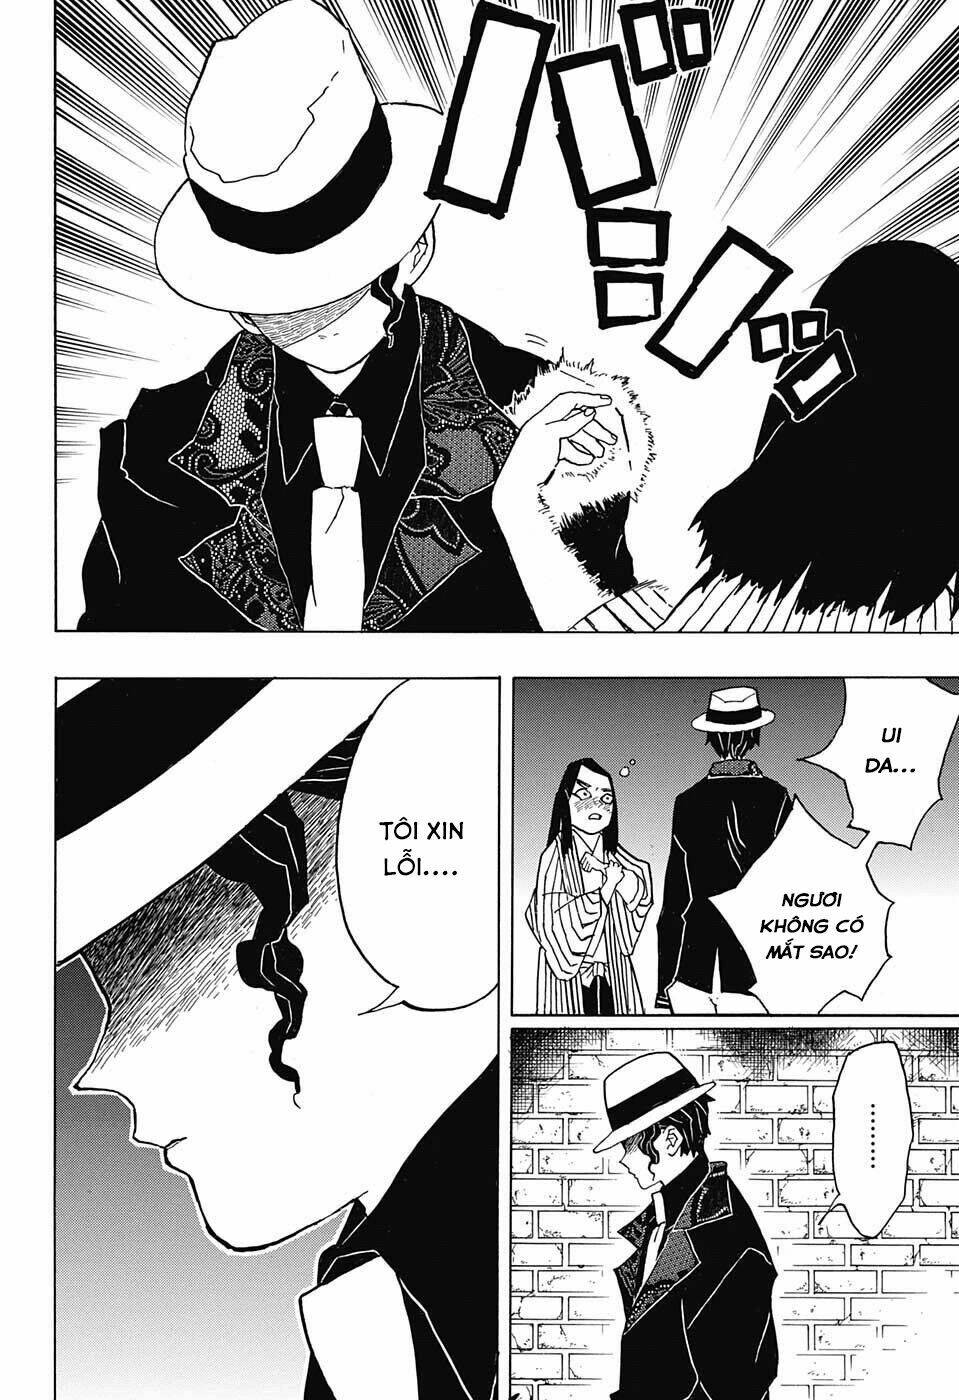 UI
DA...
NGƯƠI
KHÔNG CÓ
MẮT SAO!
.........
TÔI XIN
LỖI....